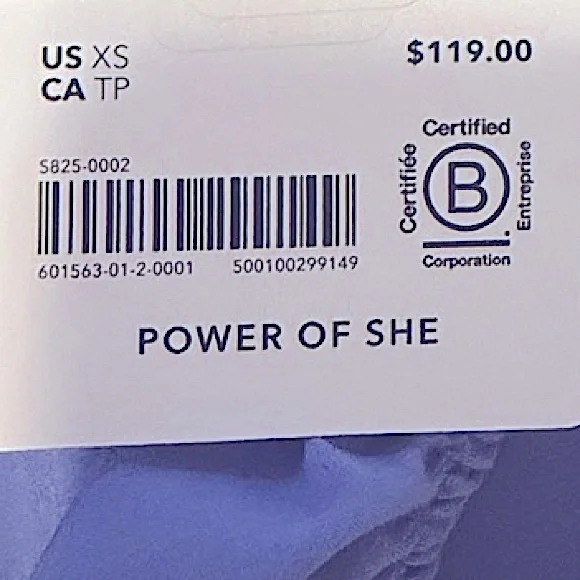 US XS
CA TP
$119.00
S825-0002
601563-01-2-0001 500100299149
Certified
Certifiée
B
Entreprise
Corporation
POWER OF SHE